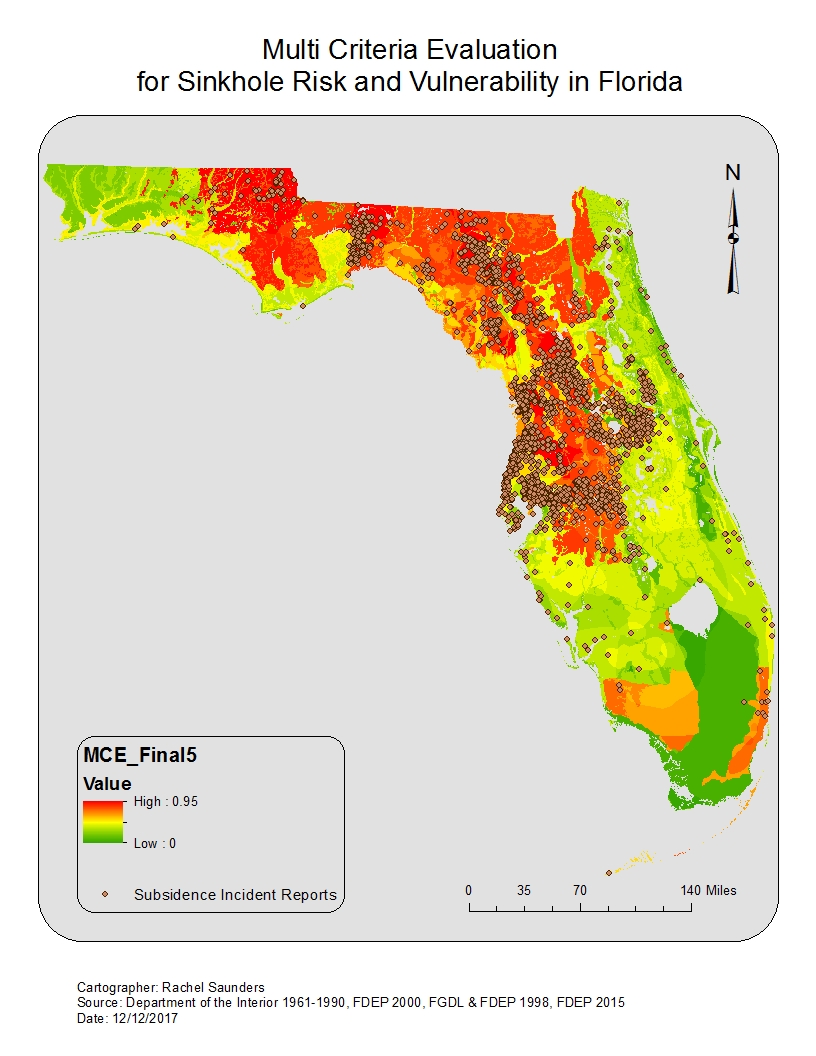 Multi Criteria Evaluation
for Sinkhole Risk and Vulnerability in Florida
N
MCE_Final5
Value
High : 0.95
Low : 0
Subsidence Incident Reports
0 35 70 140 Miles
Cartographer: Rachel Saunders
Source: Department of the Interior 1961-1990, FDEP 2000, FGDL & FDEP 1998, FDEP 2015
Date: 12/12/2017